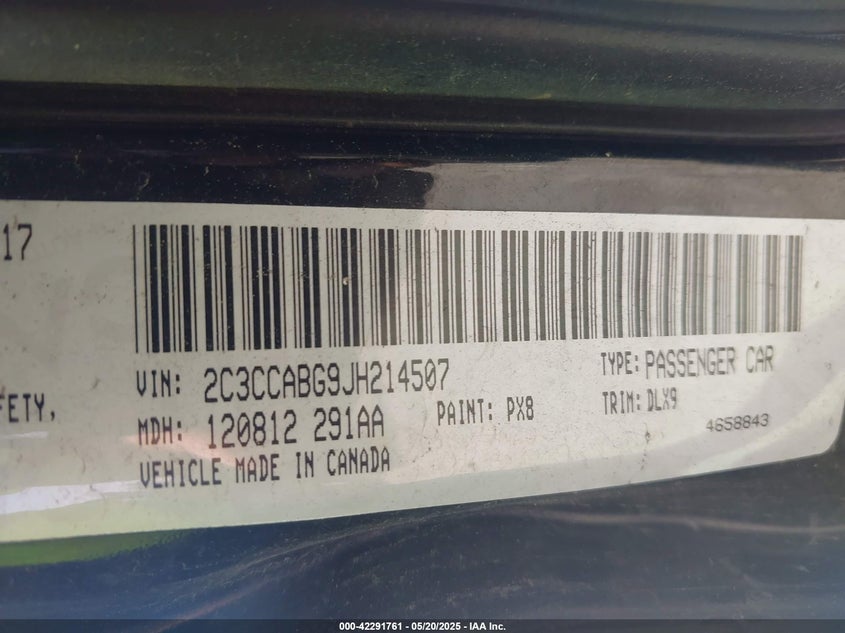 17
VIN: 2C3CCABG9JH214507
TYPE: PASSENGER CAR
FETY,
MDH: 120812 291AA
PAINT: PX8
TRIM: DLX9
4658843
VEHICLE MADE IN CANADA
000-42291761 - 05/20/2025 - IAA Inc.